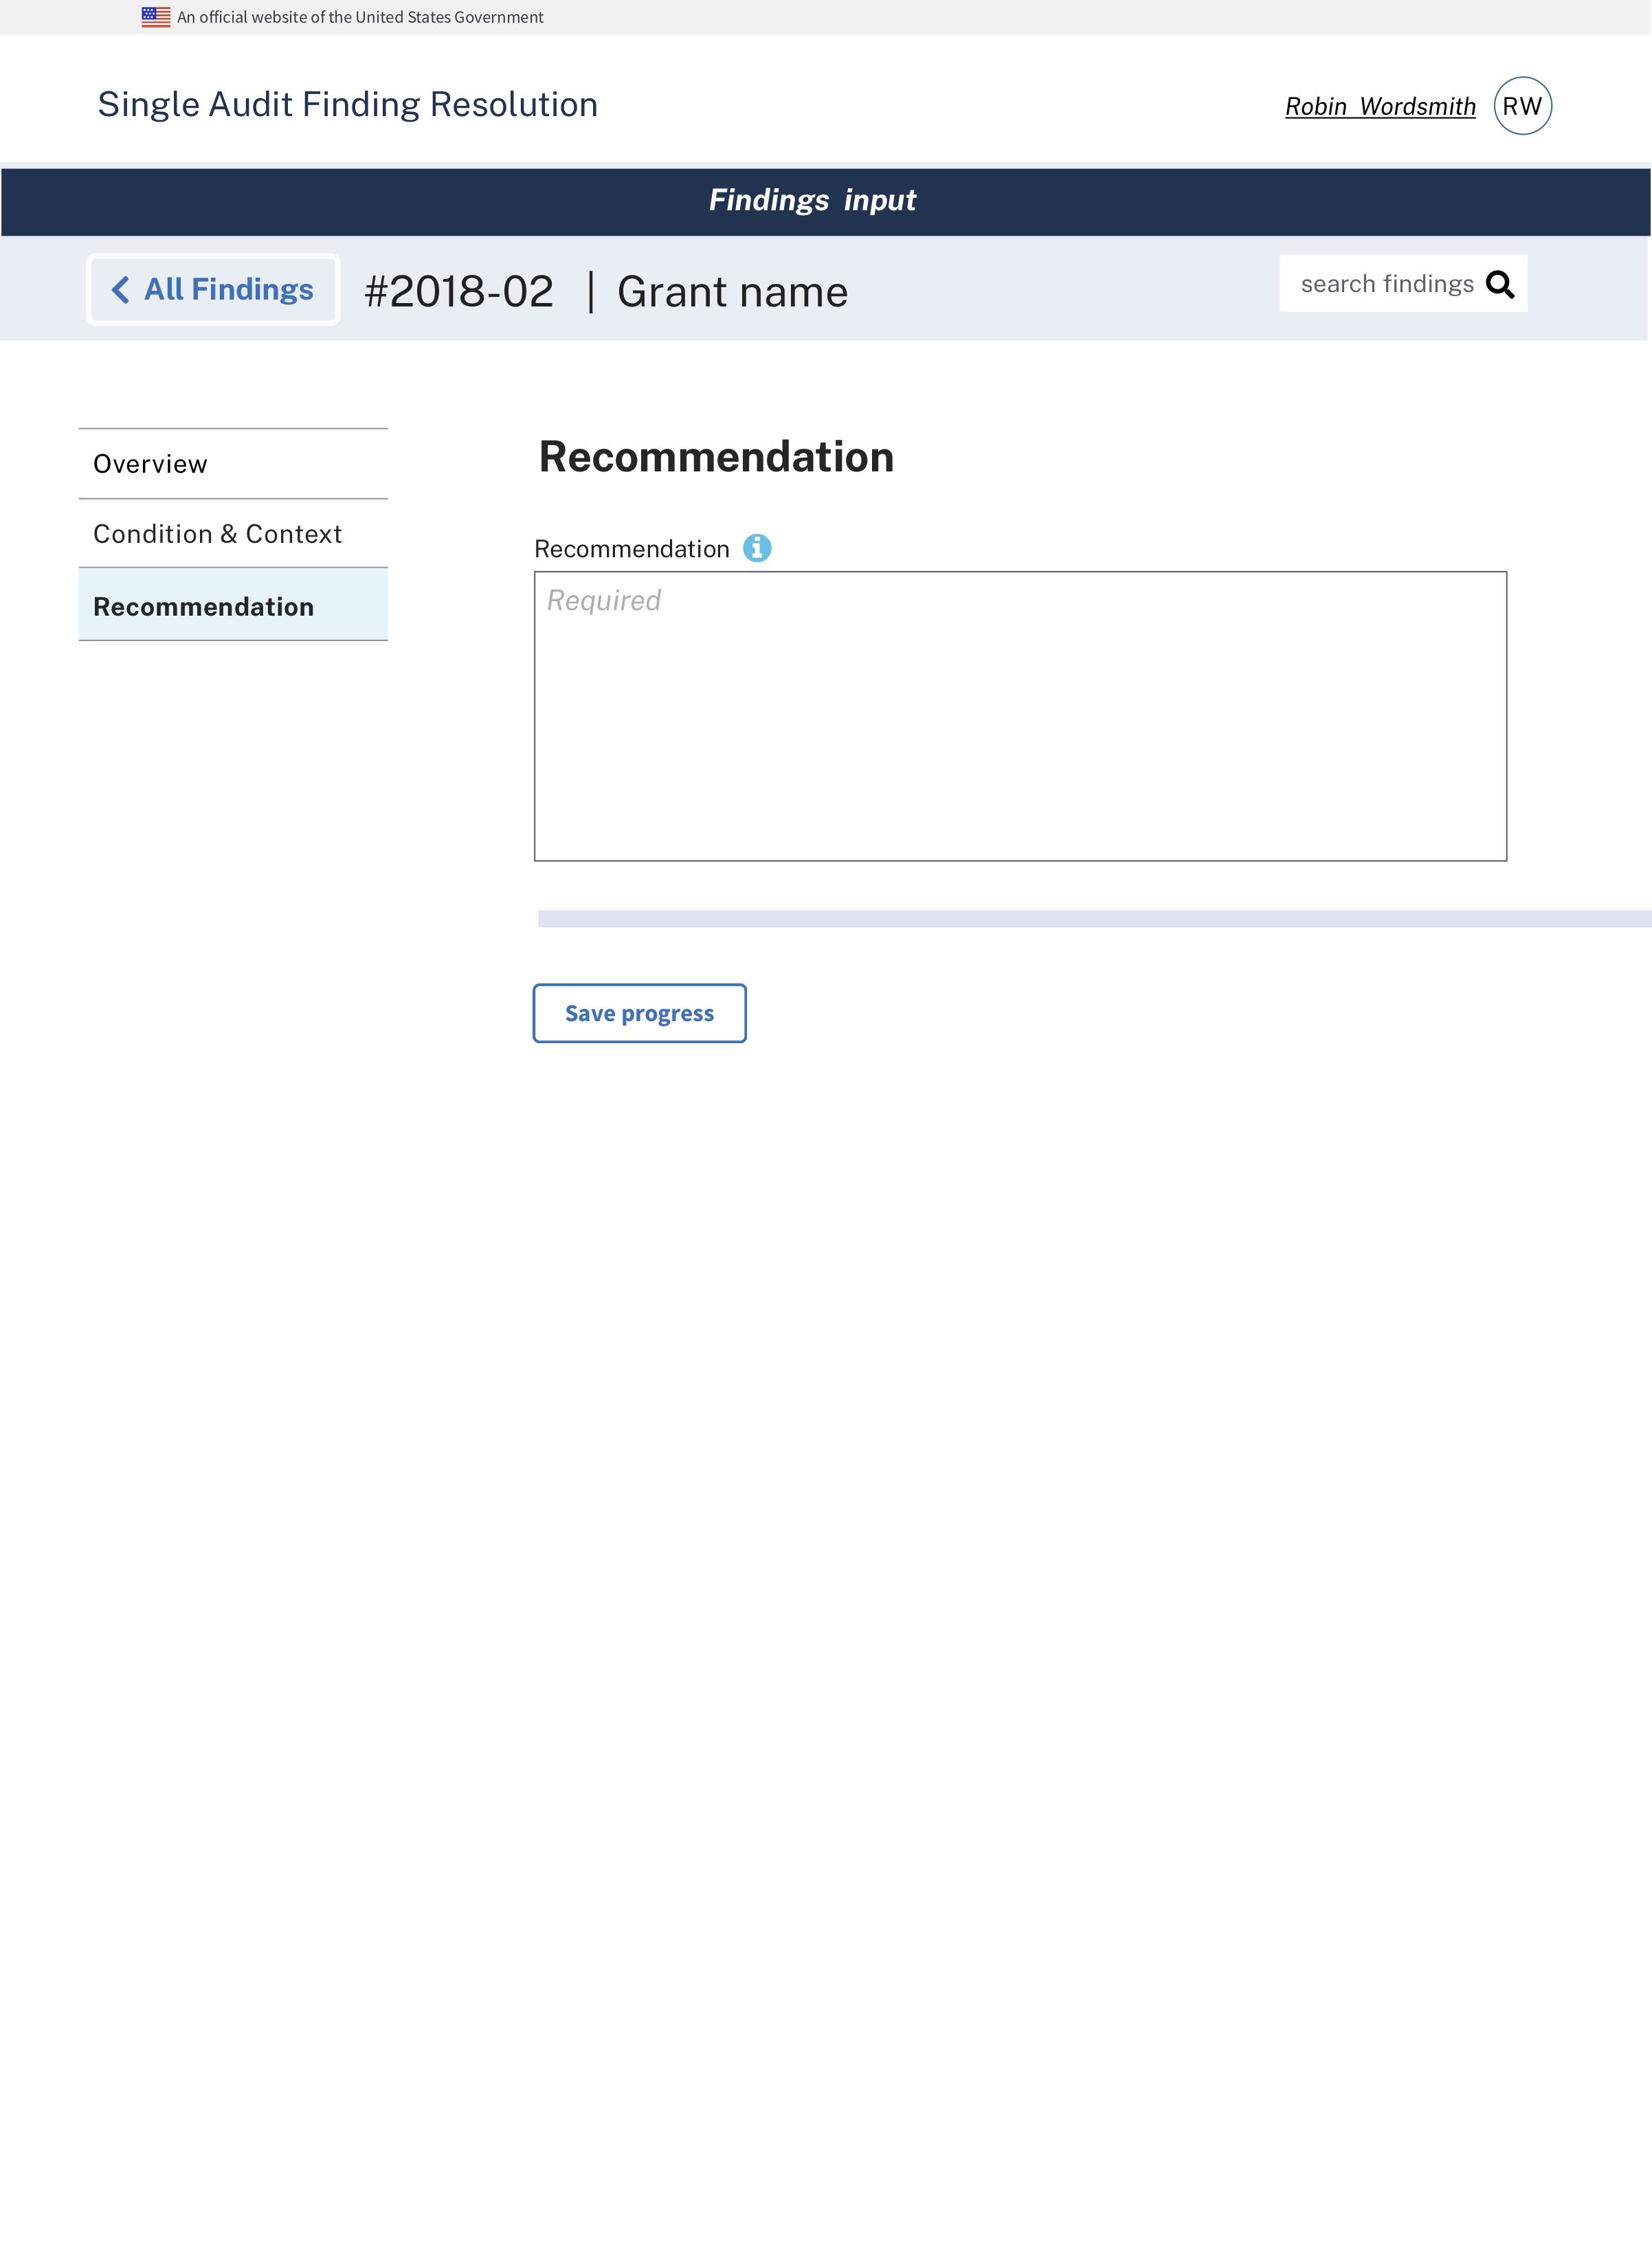 An official website of the United States Government
Single Audit Finding Resolution
Robin Wordsmith
RW
Findings input
All Findings
#2018-02 | Grant name
search findings
Overview
Condition & Context
Recommendation
Recommendation
Recommendation
Required
Save progress